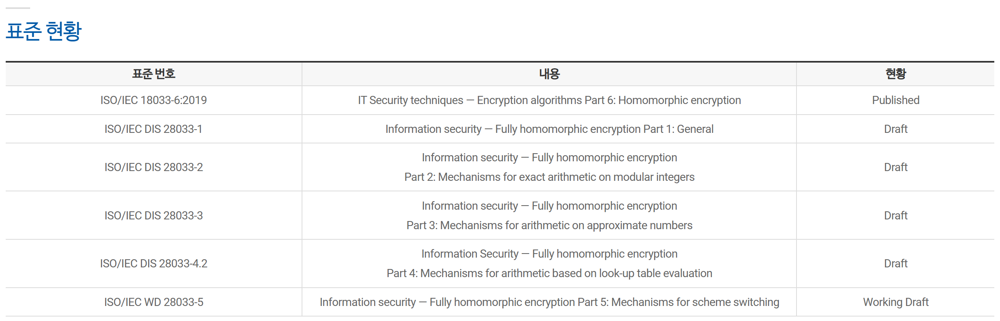 표준 현황
표준 번호 내용 현황
ISO/IEC 18033-6:2019 IT Security techniques — Encryption algorithms Part 6: Homomorphic encryption Published
ISO/IEC DIS 28033-1 Information security — Fully homomorphic encryption Part 1: General Draft
ISO/IEC DIS 28033-2 Information security — Fully homomorphic encryption
Part 2: Mechanisms for exact arithmetic on modular integers Draft
ISO/IEC DIS 28033-3 Information security — Fully homomorphic encryption
Part 3: Mechanisms for arithmetic on approximate numbers Draft
ISO/IEC DIS 28033-4.2 Information Security — Fully homomorphic encryption
Part 4: Mechanisms for arithmetic based on look-up table evaluation Draft
ISO/IEC WD 28033-5 Information security — Fully homomorphic encryption Part 5: Mechanisms for scheme switching Working Draft